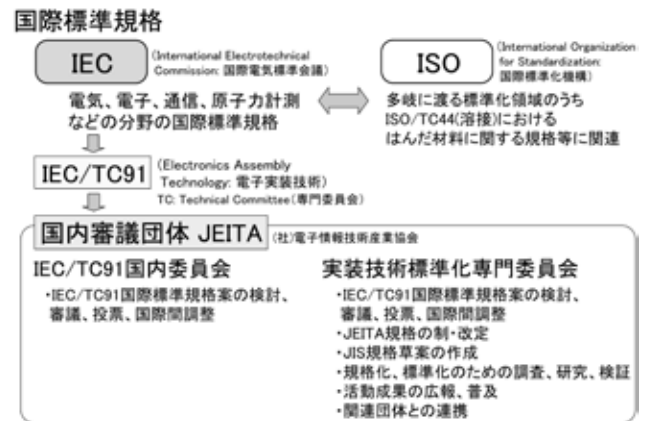 国際標準規格
IEC
(International Electrotechnical
Commission: 国際電気標準会議)
電気、電子、通信、原子力計測
などの分野の国際標準規格
ISO
(International Organization
for Standardization:
国際標準化機構)
多岐に渡る標準化領域のうち
ISO/TC44(溶接)における
はんだ材料に関する規格等に関連
IEC/TC91
(Electronics Assembly
Technology: 電子実装技術)
TC: Technical Committee(専門委員会)
国内審議団体 JEITA
(社)電子情報技術産業協会
IEC/TC91国内委員会
・IEC/TC91国際標準規格案の検討、
審議、投票、国際間調整
実装技術標準化専門委員会
・IEC/TC91国際標準規格案の検討、
審議、投票、国際間調整
・JEITA規格の制・改定
・JIS規格草案の作成
・規格化、標準化のための調査、研究、検証
・活動成果の広報、普及
・関連団体との連携